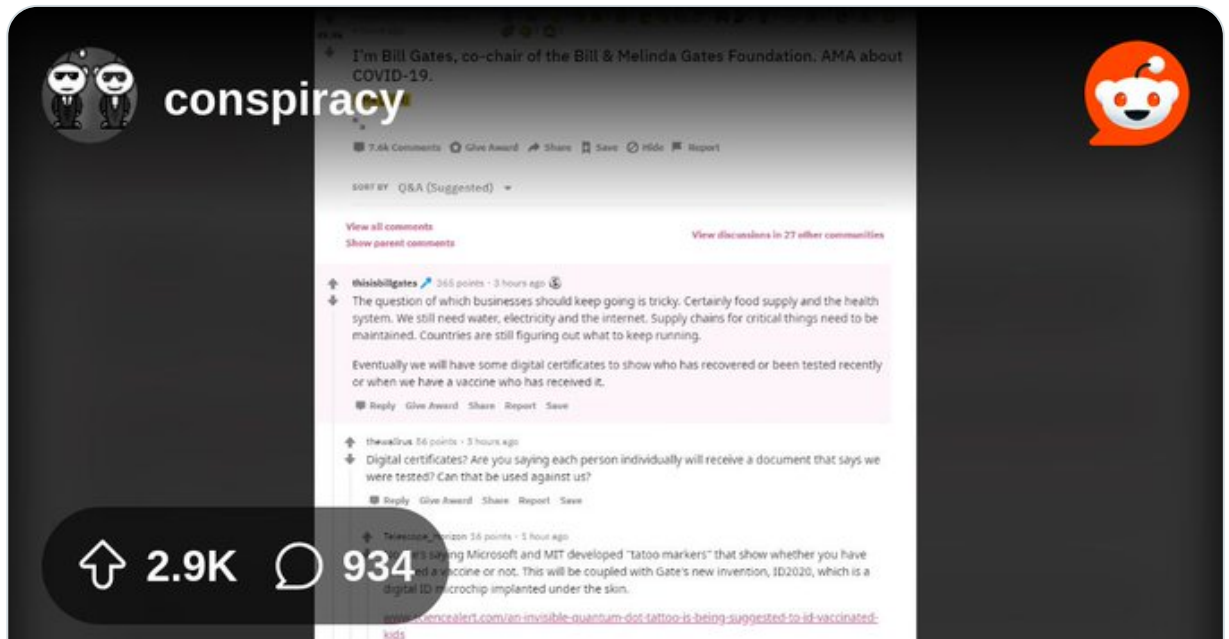 I'm Bill Gates, co-chair of the Bill & Melinda Gates Foundation. AMA about
COVID-19.
conspiracy
7.6k Comments Give Award Share Save Hide Report
SORT BY Q&A (Suggested)
View all comments
View discussions in 27 other communities
Show parent comments
thisisbillgates 365 points · 3 hours ago
The question of which businesses should keep going is tricky. Certainly food supply and the health
system. We still need water, electricity and the internet. Supply chains for critical things need to be
maintained. Countries are still figuring out what to keep running.
Eventually we will have some digital certificates to show who has recovered or been tested recently
or when we have a vaccine who has received it.
Reply Give Award Share Report Save
thewallrus 56 points · 3 hours ago
Digital certificates? Are you saying each person individually will receive a document that says we
were tested? Can that be used against us?
Reply Give Award Share Report Save
16 points · 1 hour ago
saying Microsoft and MIT developed "tatoo markers" that show whether you have
a vaccine or not. This will be coupled with Gate's new invention, ID2020, which is a
digital ID microchip implanted under the skin.
2.9K 934
www.sciencealert.com/an-invisible-quantum-dot-tattoo-is-being-suggested-to-id-vaccinated-
kids